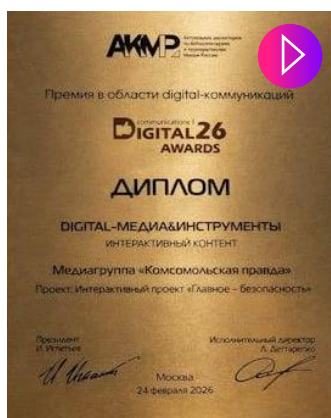 АКМР
Премия в области digital-коммуникаций
communications
DIGITAL26
AWARDS
ДИПЛОМ
DIGITAL-МЕДИА&ИНСТРУМЕНТЫ
ИНТЕРАКТИВНЫЙ КОНТЕНТ
Медиагруппа «Комсомольская правда»
Проект: Интерактивный проект «Главное – безопасность»
Президент
И. Игнатьев
Исполнительный директор
Москва
24 февраля 2026